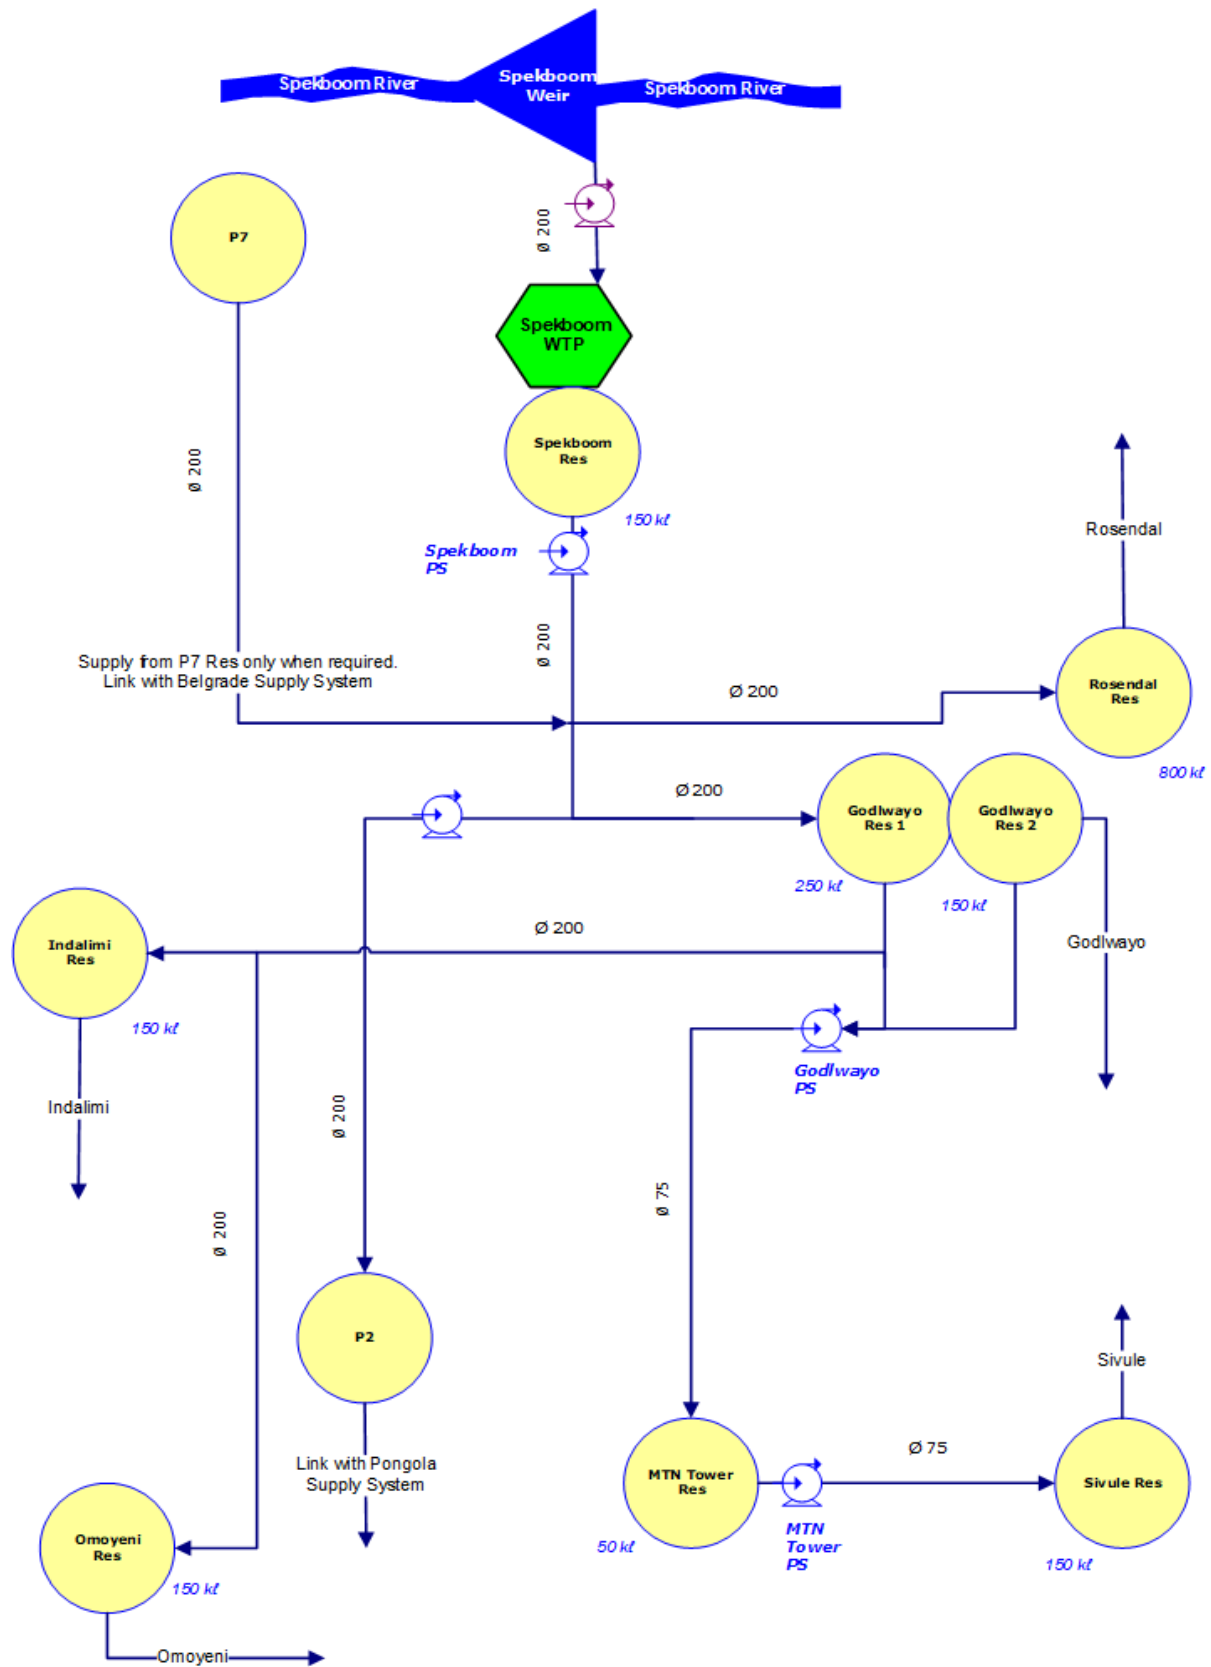 Spekboom River
Spekboom
Weir
Spekboom River
Ø 200
P7
Spekboom
WTP
Spekboom
Res
150 kℓ
Ø 200
Spekboom
PS
Rosendal
Ø 200
Supply from P7 Res only when required.
Link with Belgrade Supply System
Ø 200
Rosendal
Res
800 kℓ
Ø 200
Godlwayo
Res 1
Godlwayo
Res 2
250 kℓ
150 kℓ
Ø 200
Godlwayo
Indalimi
Res
150 kℓ
Godlwayo
PS
Indalimi
Ø 200
Ø 75
Ø 200
P2
Sivule
Link with Pongola
Supply System
Ø 75
MTN Tower
Res
Sivule Res
MTN
Tower
PS
50 kℓ
150 kℓ
Omoyeni
Res
150 kℓ
Omoyeni